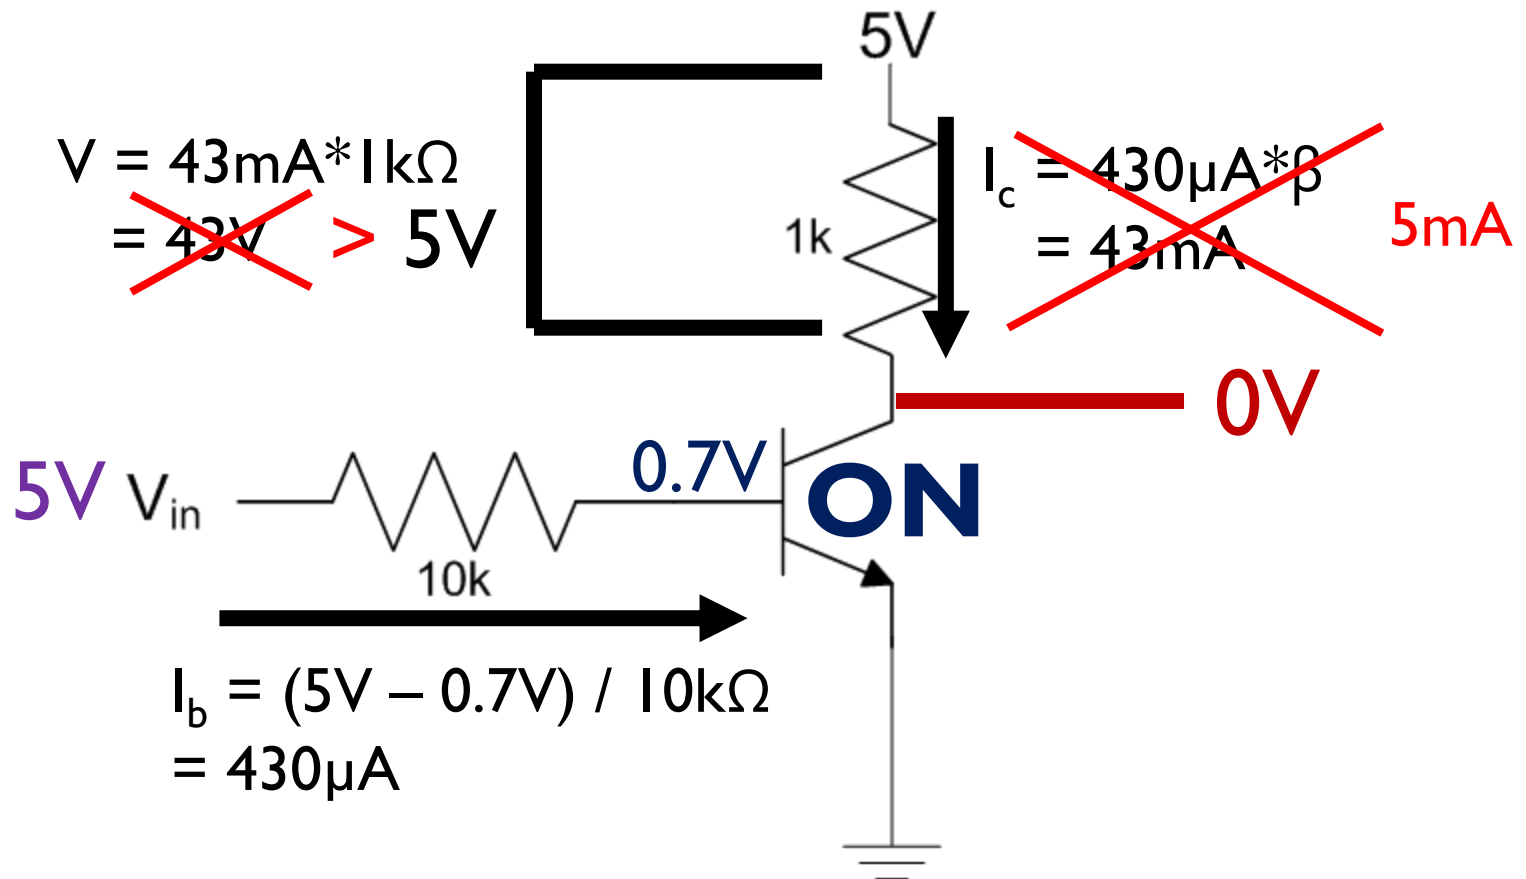 5V
V = 43mA*1kΩ
= 43V > 5V
1k
I_c = 430μA*β
= 43mA
5mA
0V
5V V_in
10k
0.7V
ON
I_b = (5V – 0.7V) / 10kΩ
= 430μA